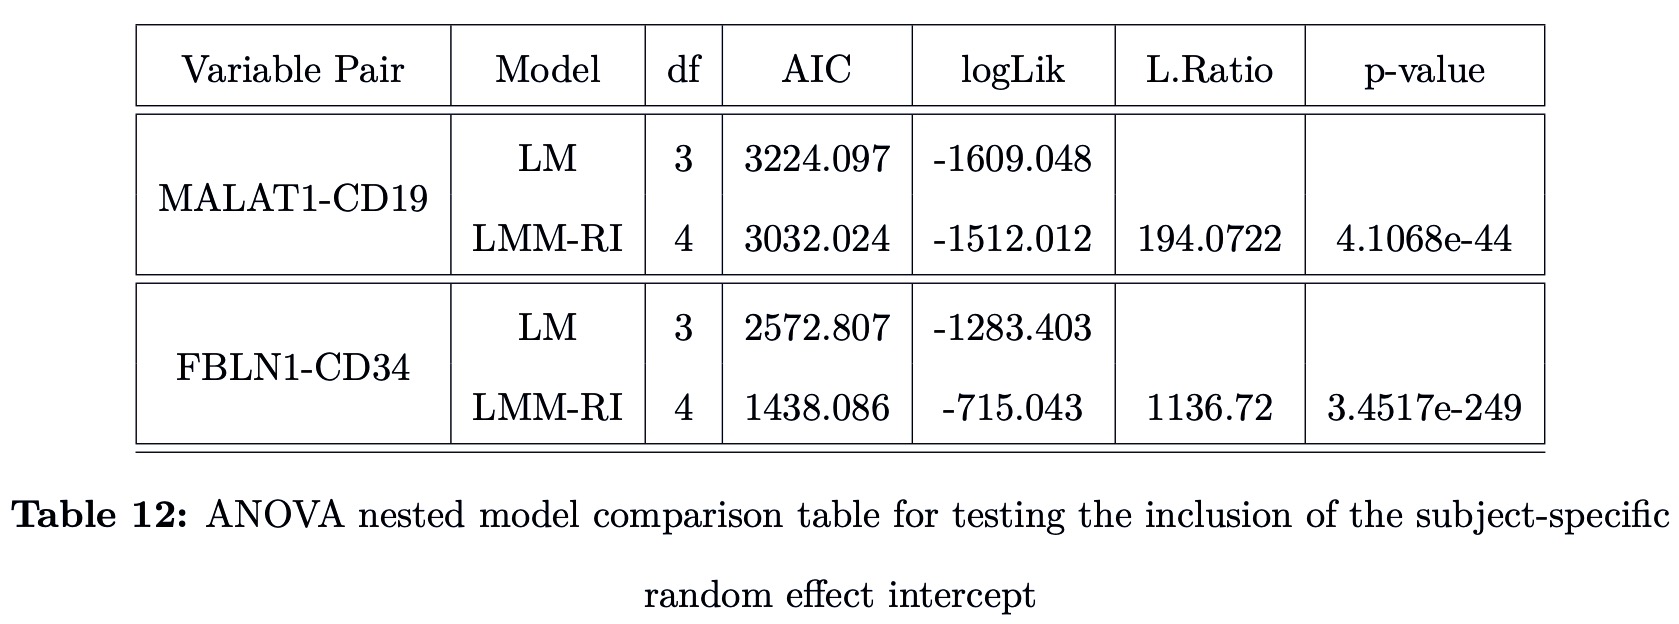 Variable Pair Model df AIC logLik L.Ratio p-value
LM 3 3224.097 -1609.048
MALAT1-CD19
LMM-RI 4 3032.024 -1512.012 194.0722 4.1068e-44
LM 3 2572.807 -1283.403
FBLN1-CD34
LMM-RI 4 1438.086 -715.043 1136.72 3.4517e-249
Table 12: ANOVA nested model comparison table for testing the inclusion of the subject-specific
random effect intercept